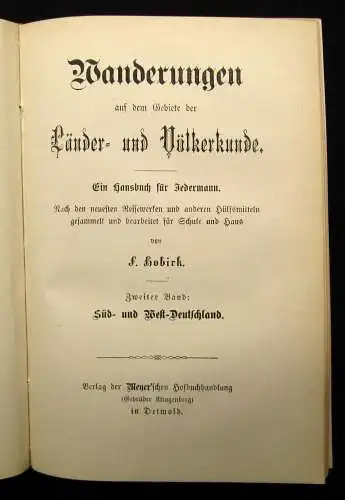 Wanderungen
auf dem Gebiete der
Länder- und Völkerkunde.
Ein Hausbuch für Jedermann.
Nach den neuesten Reisewerken und anderen Hülfsmitteln
gesammelt und bearbeitet für Schule und Haus
von
F. Hobirk.
Zweiter Band:
Süd- und West-Deutschland.
Verlag der Meyer'schen Hofbuchhandlung
(Gebrüder Klingenberg)
in Detmold.